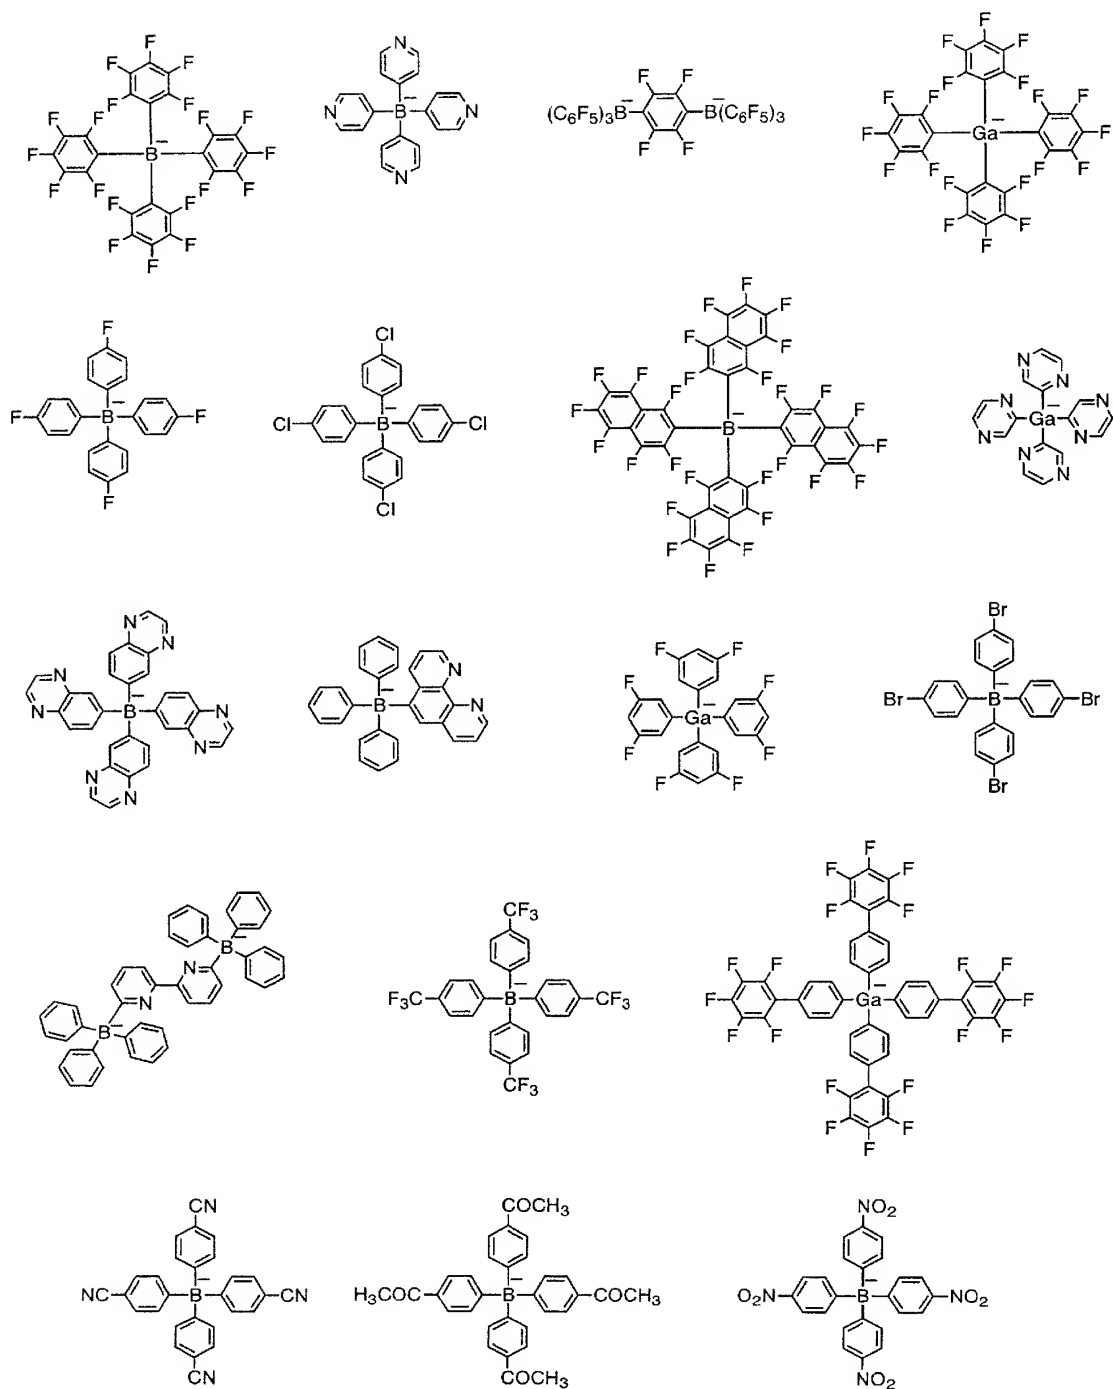 F
F F
F F
F F F F
F B− F
F F F F
F F
F F
F
N
N B− N
N
F F
(C6F5)3B− B−(C6F5)3
F F
F
F F
F F
F F F F
F Ga− F
F F F F
F F
F F
F
F
F B− F
F
Cl
Cl B− Cl
Cl
F F F
F F
F F
F F
F F F F F F
F B− F
F F F F F F
F F
F F
F F
F F
F
N
N
N N
Ga−
N N
N
N
N
N
N N
B−
N N
N
N
N
B−
N
F F
F F
Ga−
F F
F F
Br
Br B− Br
Br
B−
N
N
B−
CF3
CF3 B− CF3
CF3
F
F F
F F
F F F F
F Ga− F
F F F F
F F
F F
F
CN
NC B− CN
CN
COCH3
H3COC B− COCH3
COCH3
NO2
O2N B− NO2
NO2